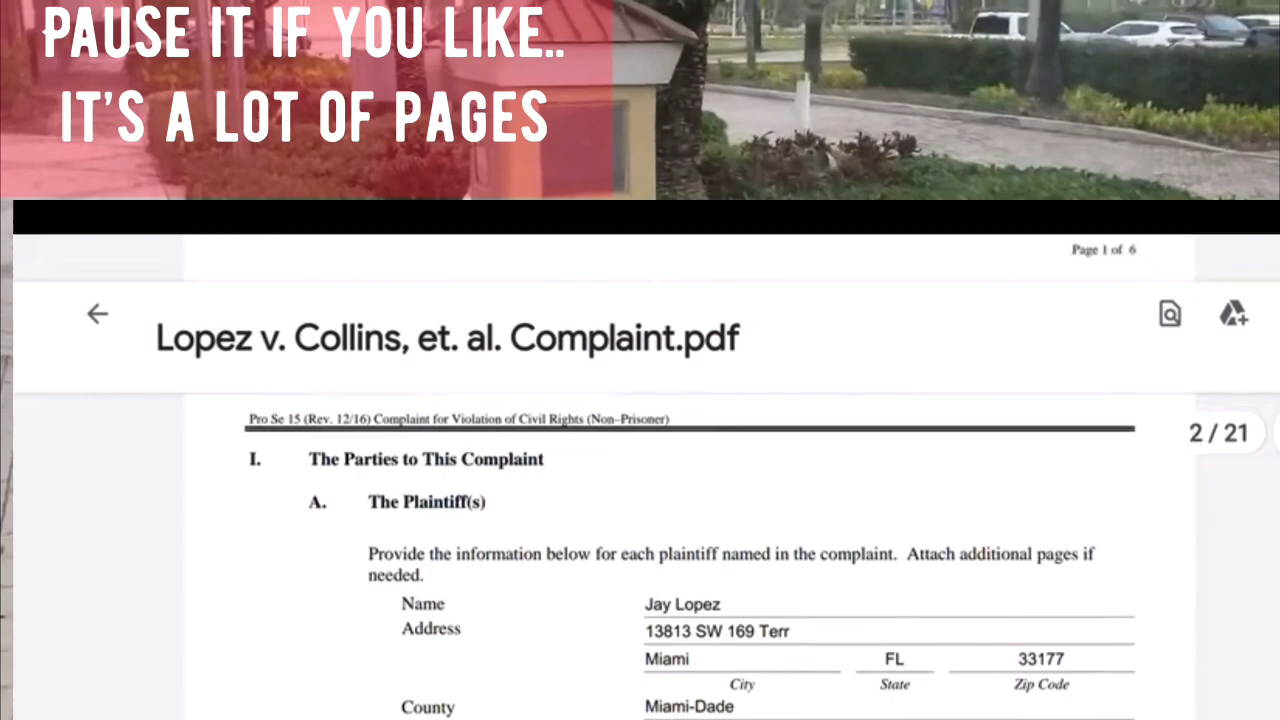 PAUSE IT IF YOU LIKE..
IT'S A LOT OF PAGES
Page 1 of 6
Lopez v. Collins, et. al. Complaint.pdf
Pro Se 15 (Rev. 12/16) Complaint for Violation of Civil Rights (Non–Prisoner)
2 / 21
I. The Parties to This Complaint
A. The Plaintiff(s)
Provide the information below for each plaintiff named in the complaint. Attach additional pages if
needed.
Name Jay Lopez
Address 13813 SW 169 Terr
Miami FL 33177
City State Zip Code
County Miami-Dade